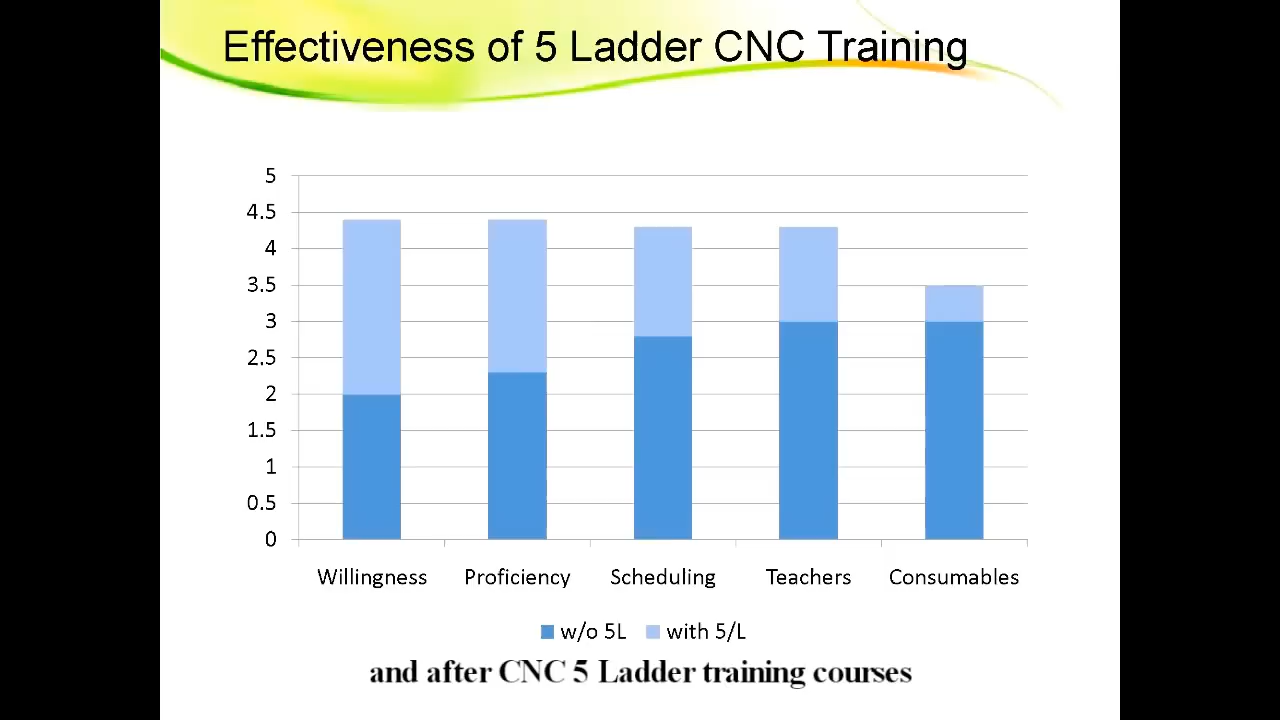 Effectiveness of 5 Ladder CNC Training
5
4.5
4
3.5
3
2.5
2
1.5
1
0.5
0
Willingness Proficiency Scheduling Teachers Consumables
w/o 5L with 5/L
and after CNC 5 Ladder training courses